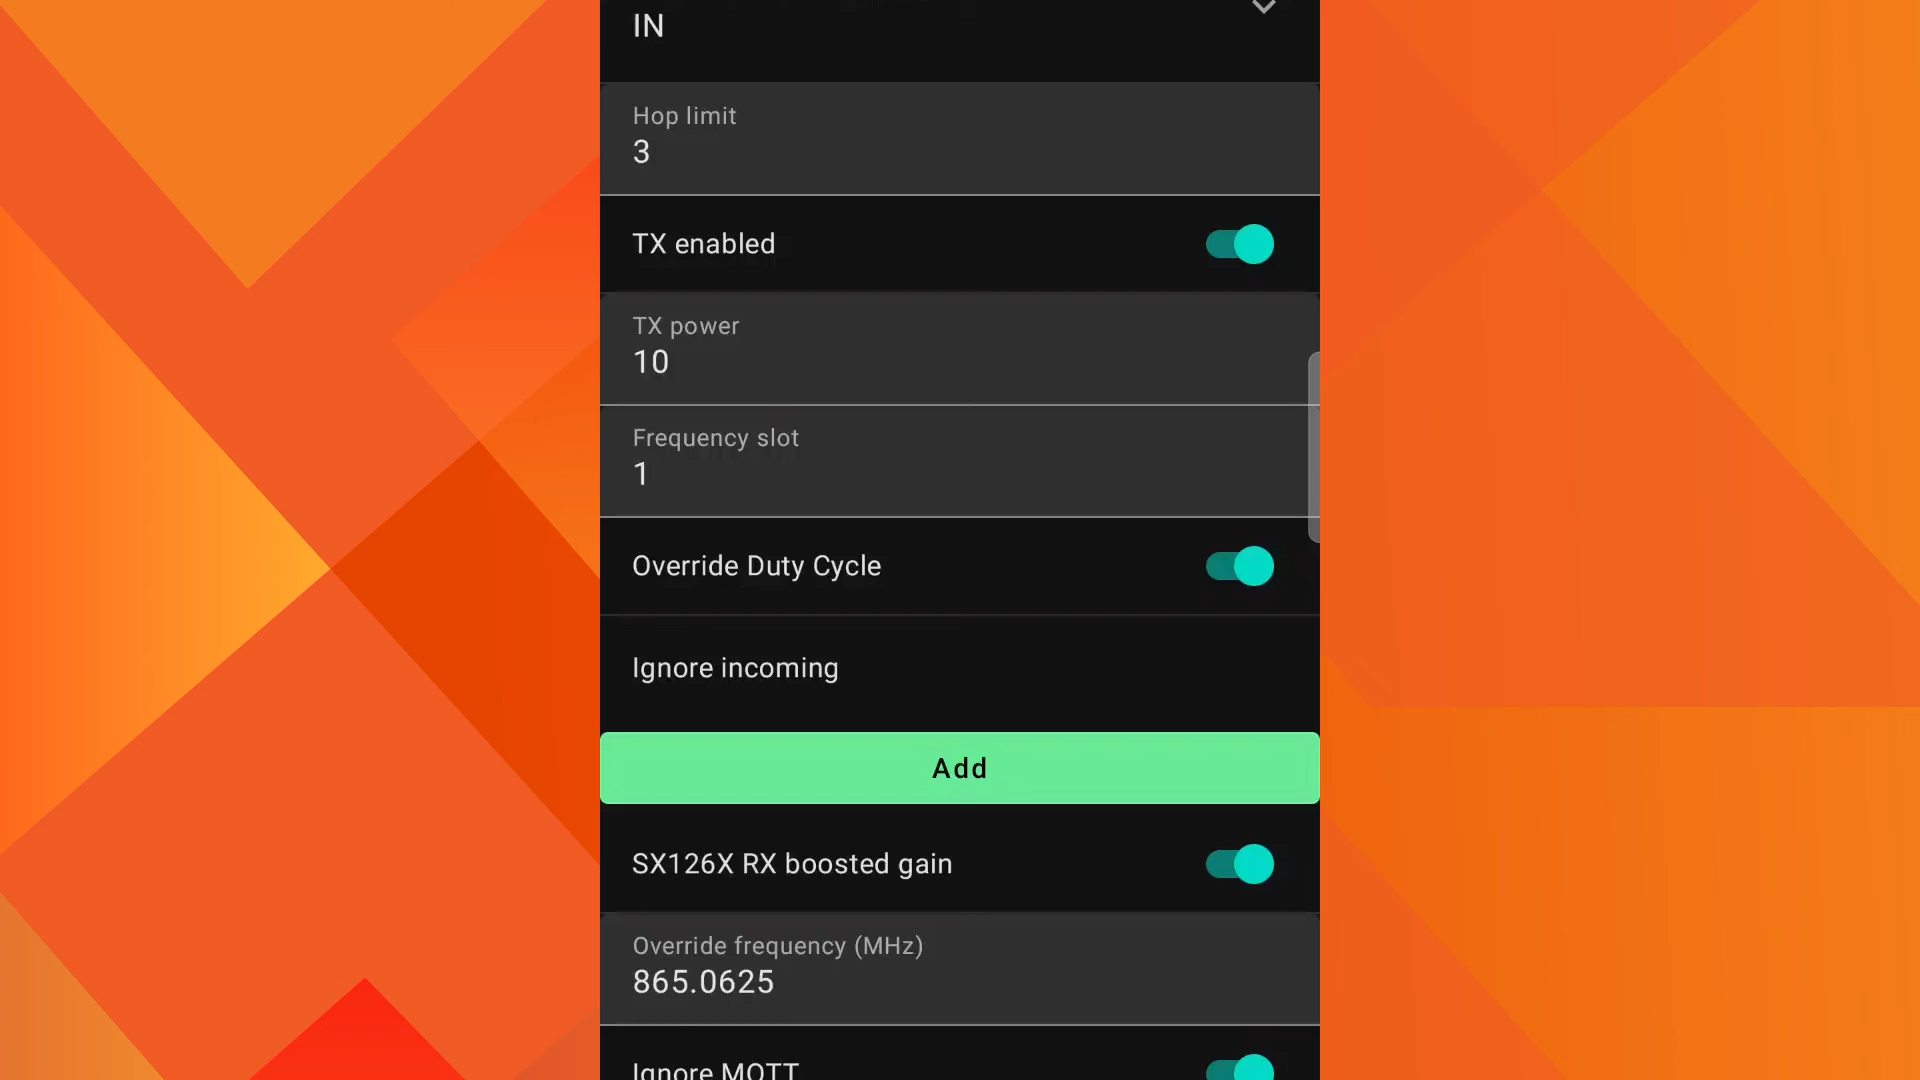 IN
Hop limit
3
TX enabled
TX power
10
Frequency slot
1
Override Duty Cycle
Ignore incoming
Add
SX126X RX boosted gain
Override frequency (MHz)
865.0625
Ignore MQTT